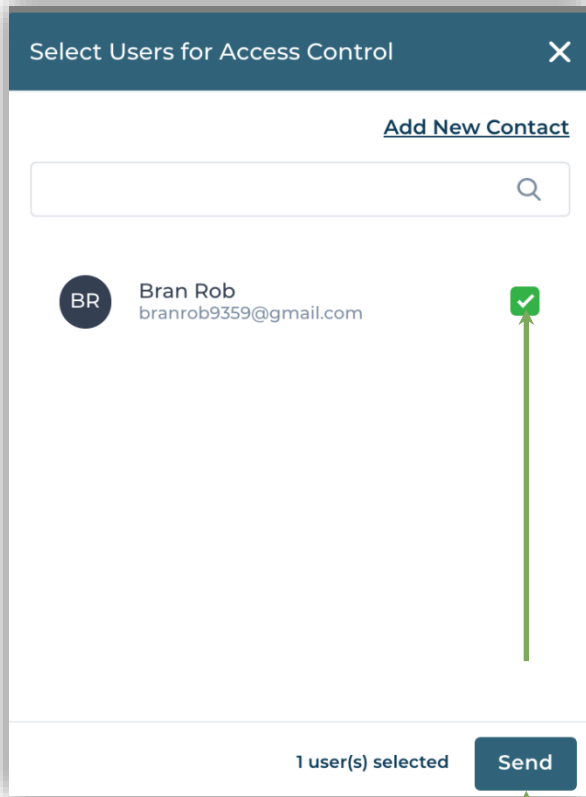 Select Users for Access Control
Add New Contact
BR
Bran Rob
branrob9359@gmail.com
1 user(s) selected
Send